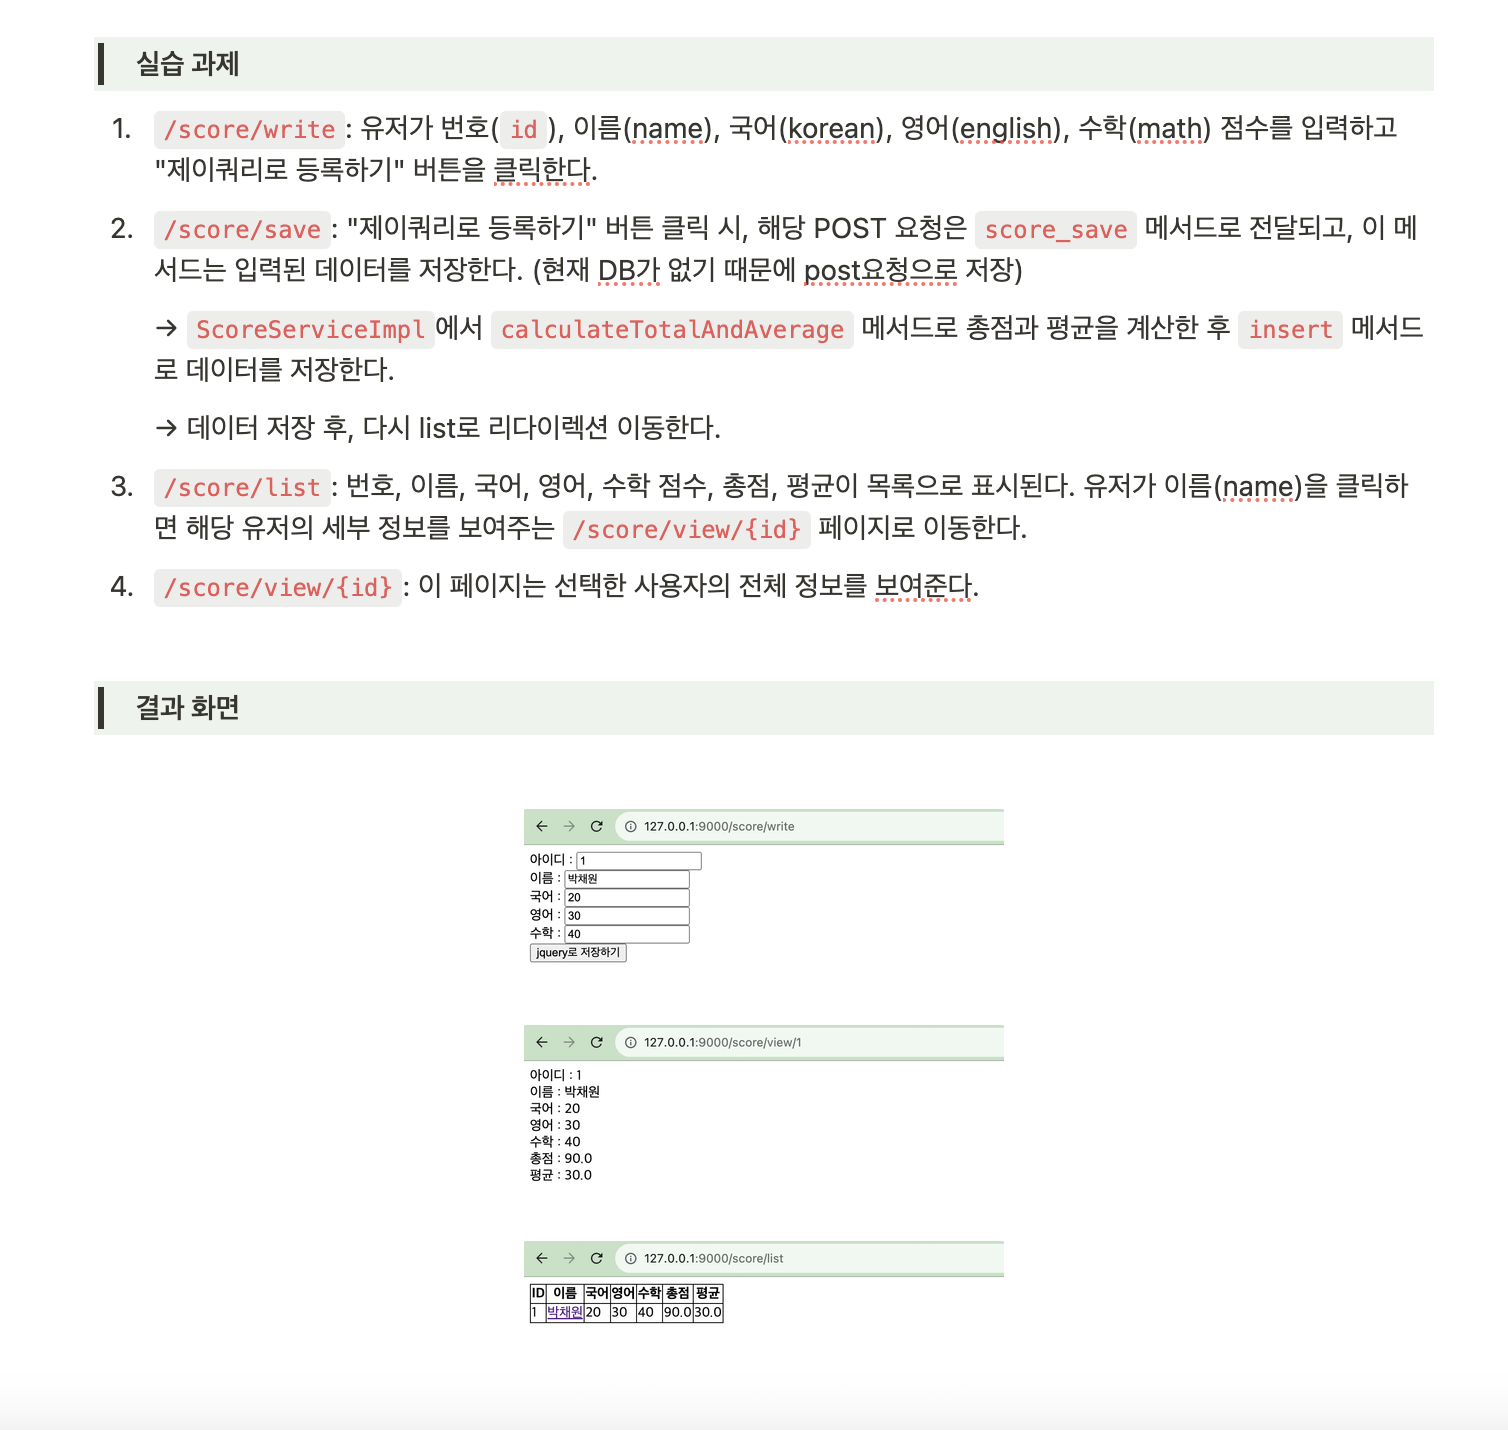 실습 과제
1. /score/write : 유저가 번호( id ), 이름(name), 국어(korean), 영어(english), 수학(math) 점수를 입력하고
"제이쿼리로 등록하기" 버튼을 클릭한다.
2. /score/save : "제이쿼리로 등록하기" 버튼 클릭 시, 해당 POST 요청은 score_save 메서드로 전달되고, 이 메
서드는 입력된 데이터를 저장한다. (현재 DB가 없기 때문에 post요청으로 저장)
→ ScoreServiceImpl 에서 calculateTotalAndAverage 메서드로 총점과 평균을 계산한 후 insert 메서드
로 데이터를 저장한다.
→ 데이터 저장 후, 다시 list로 리다이렉션 이동한다.
3. /score/list : 번호, 이름, 국어, 영어, 수학 점수, 총점, 평균이 목록으로 표시된다. 유저가 이름(name)을 클릭하
면 해당 유저의 세부 정보를 보여주는 /score/view/{id} 페이지로 이동한다.
4. /score/view/{id} : 이 페이지는 선택한 사용자의 전체 정보를 보여준다.
결과 화면
127.0.0.1:9000/score/write
아이디 : 1
이름 : 박채원
국어 : 20
영어 : 30
수학 : 40
jquery로 저장하기
127.0.0.1:9000/score/view/1
아이디 : 1
이름 : 박채원
국어 : 20
영어 : 30
수학 : 40
총점 : 90.0
평균 : 30.0
127.0.0.1:9000/score/list
ID 이름 국어 영어 수학 총점 평균
1 박채원 20 30 40 90.0 30.0